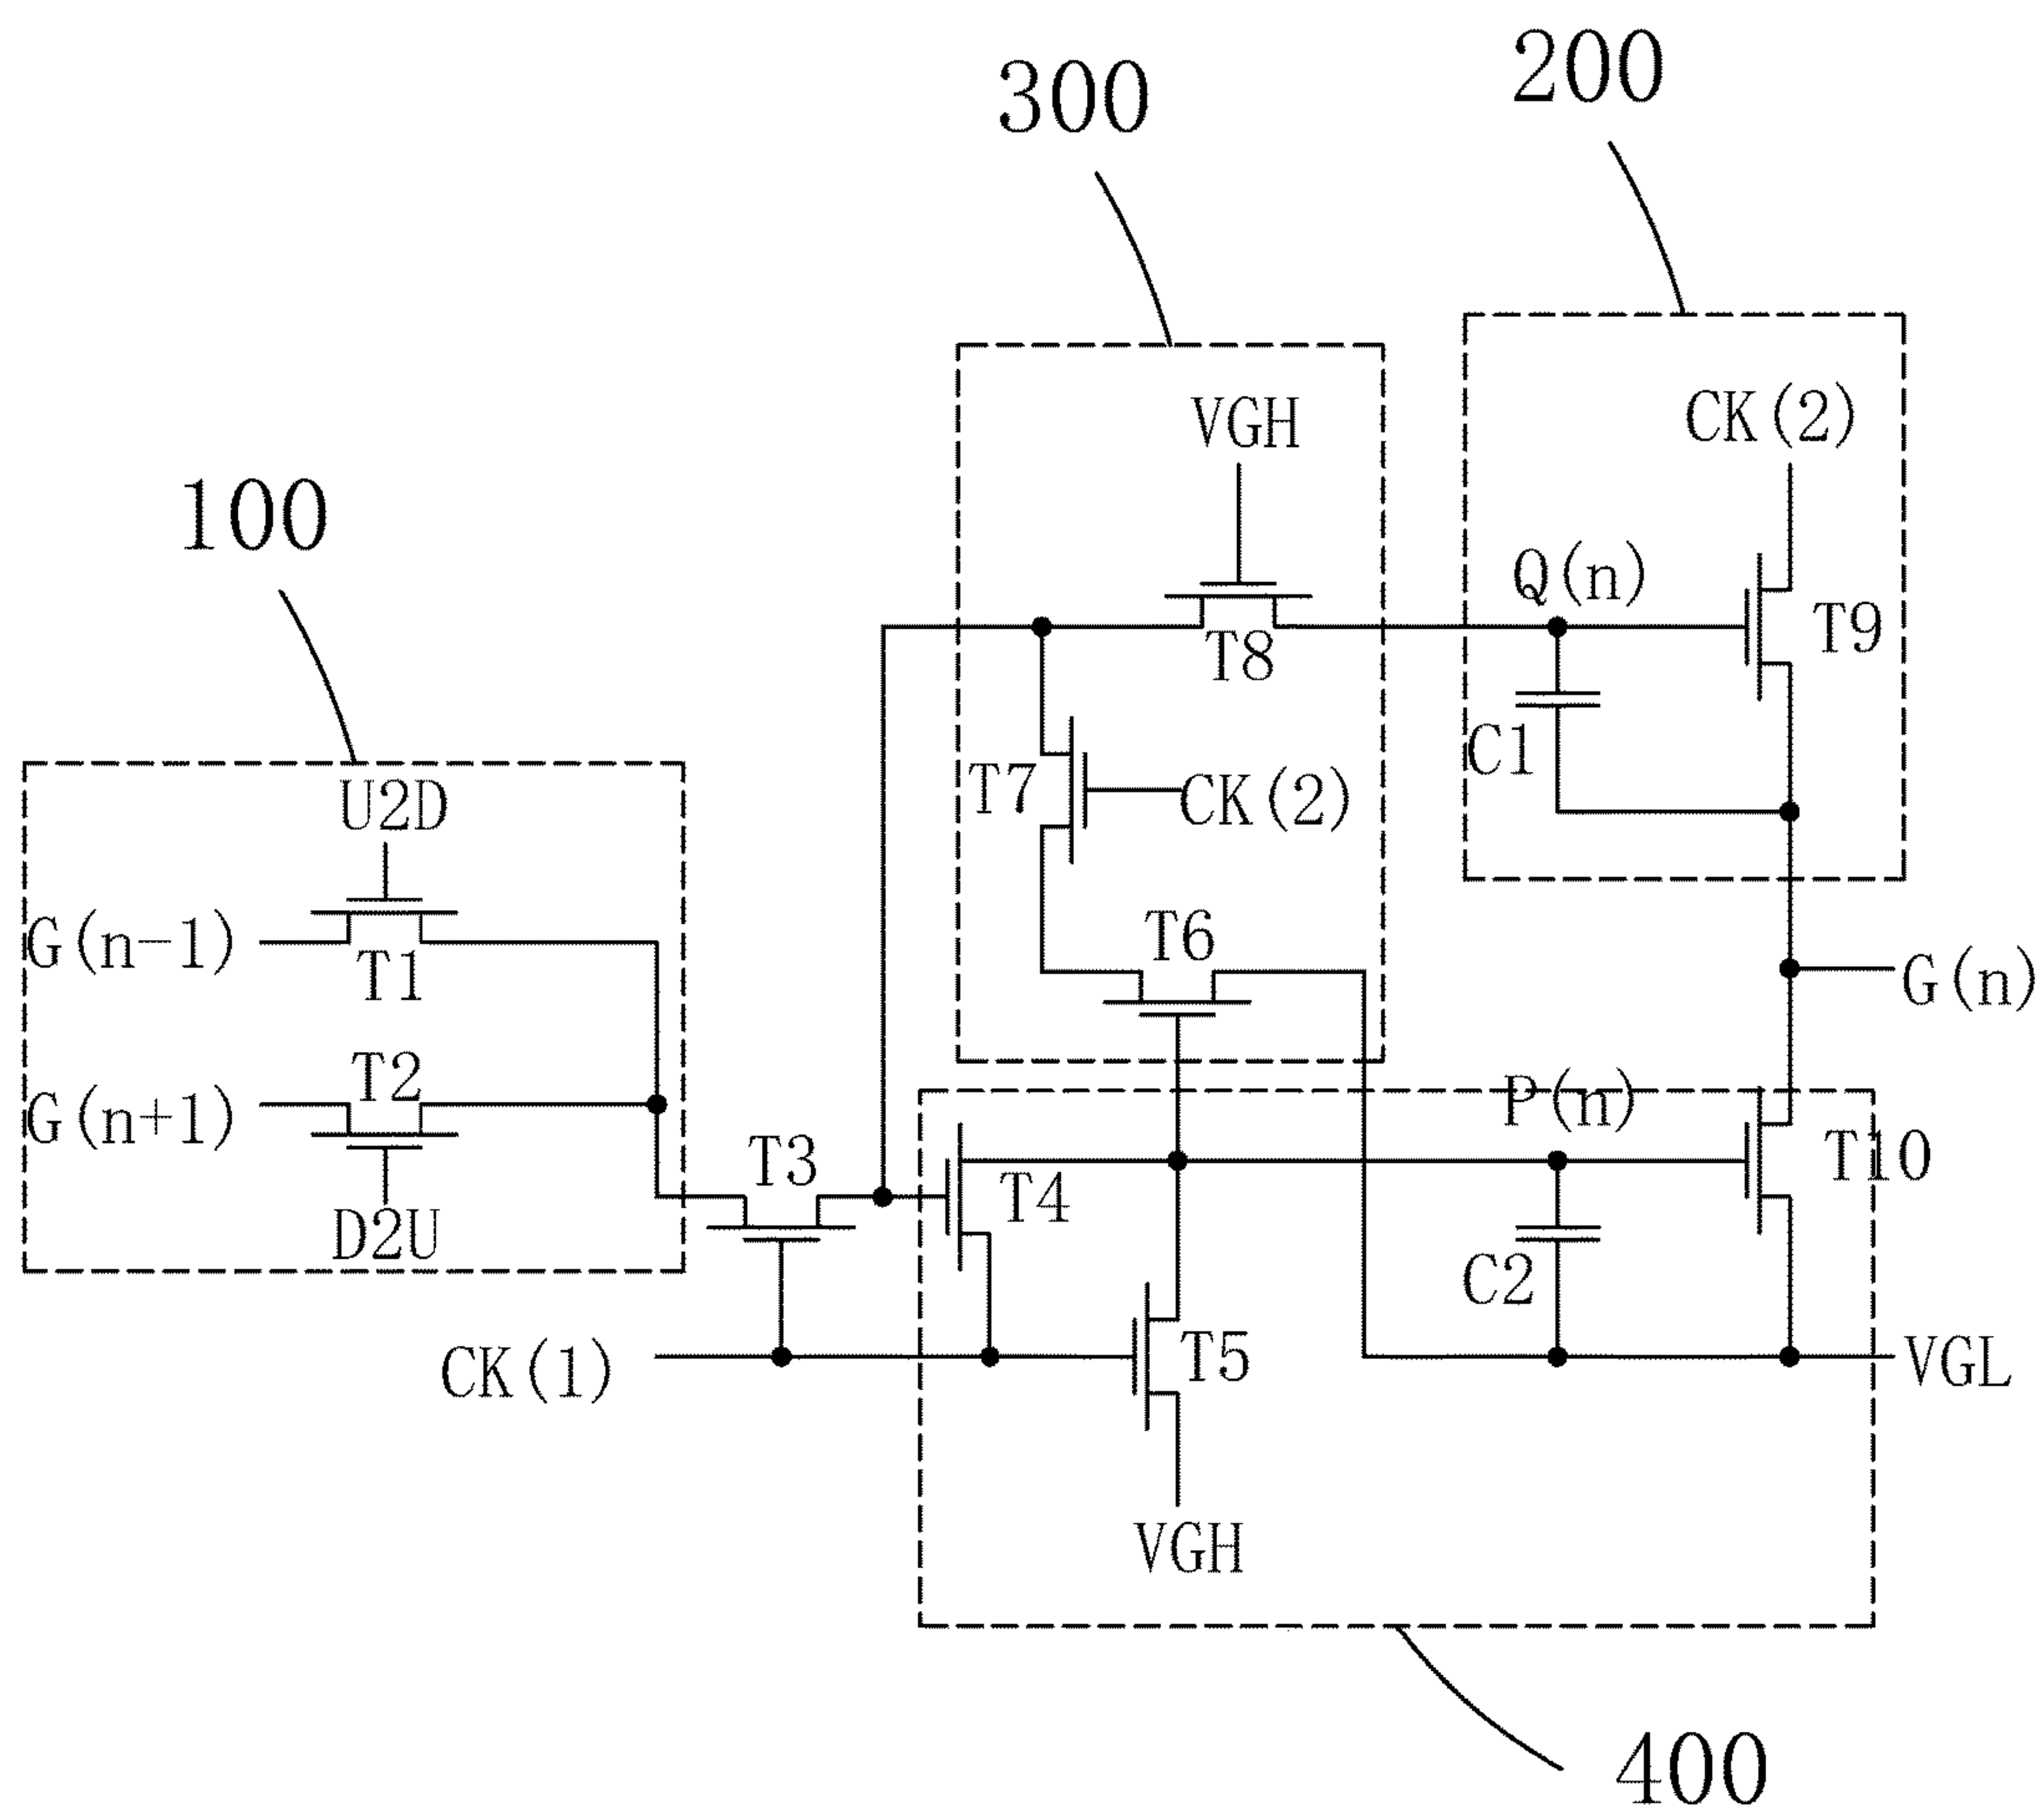 200
300
VGH
CK(2)
100
Q(n)
T9
T8
C1
T7
CK(2)
U2D
G(n-1)
T1
T6
G(n)
T2
G(n+1)
P(n)
T3
T4
T10
D2U
C2
CK(1)
T5
VGL
VGH
400